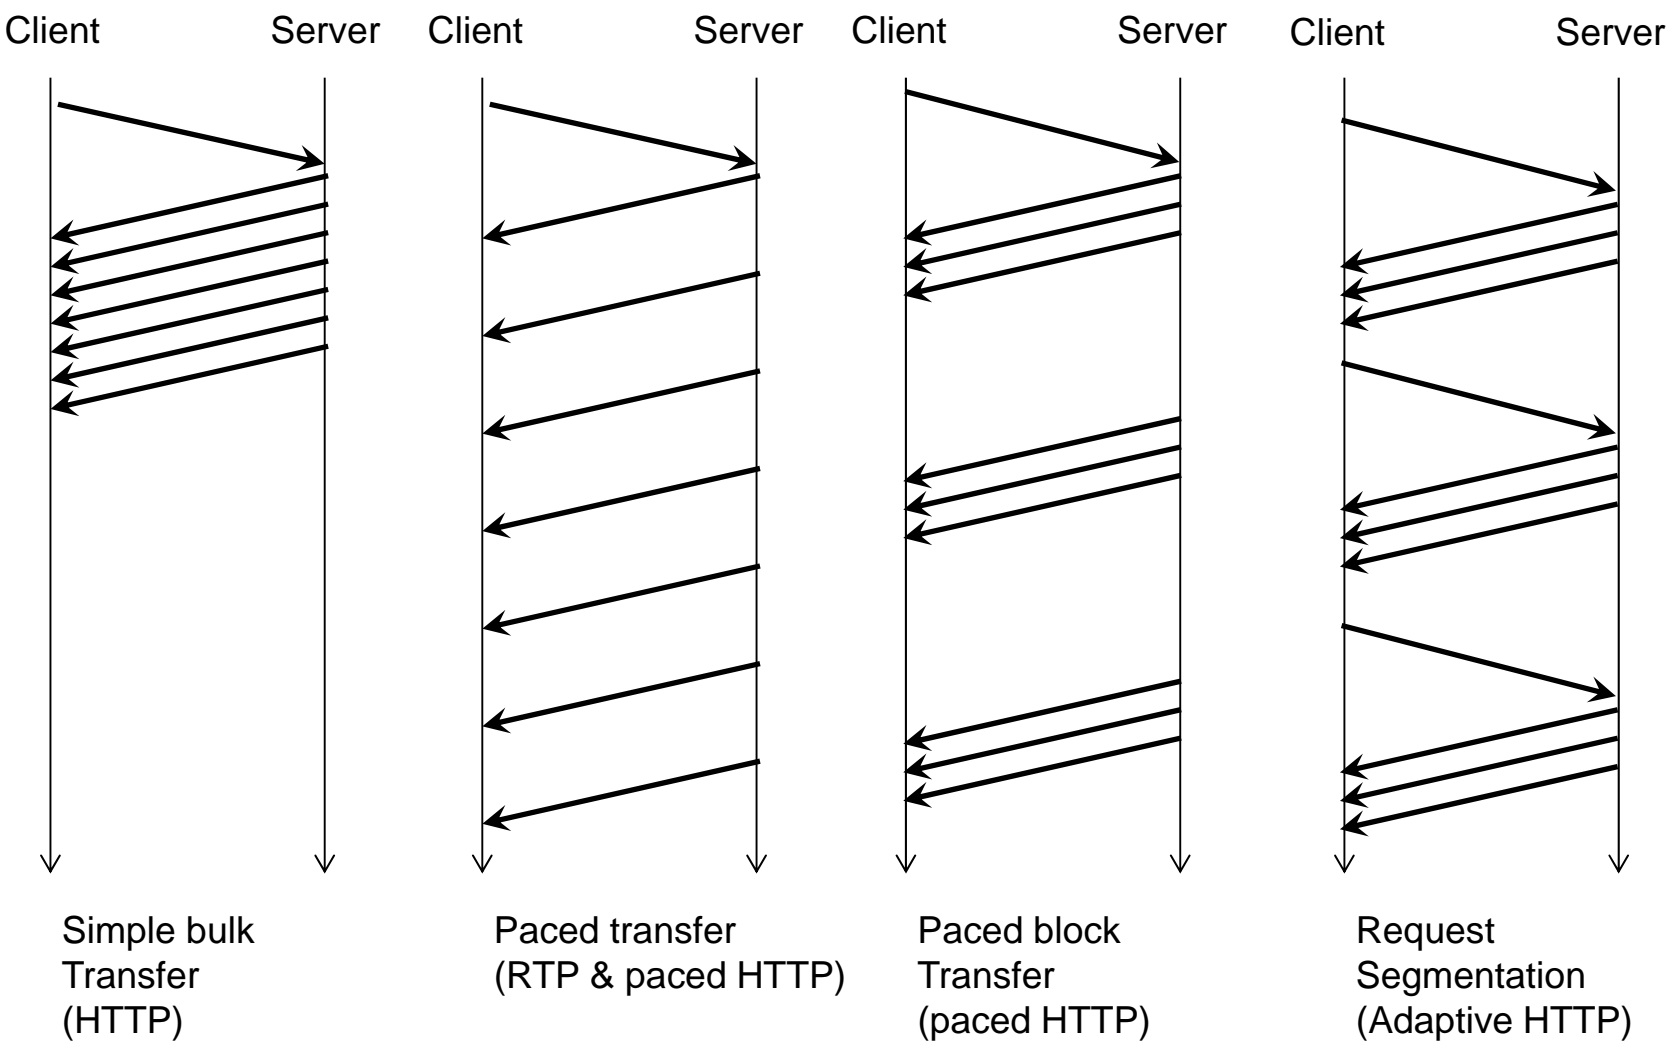 Client Server Client Server Client Server Client Server
Simple bulk
Transfer
(HTTP)
Paced transfer
(RTP & paced HTTP)
Paced block
Transfer
(paced HTTP)
Request
Segmentation
(Adaptive HTTP)